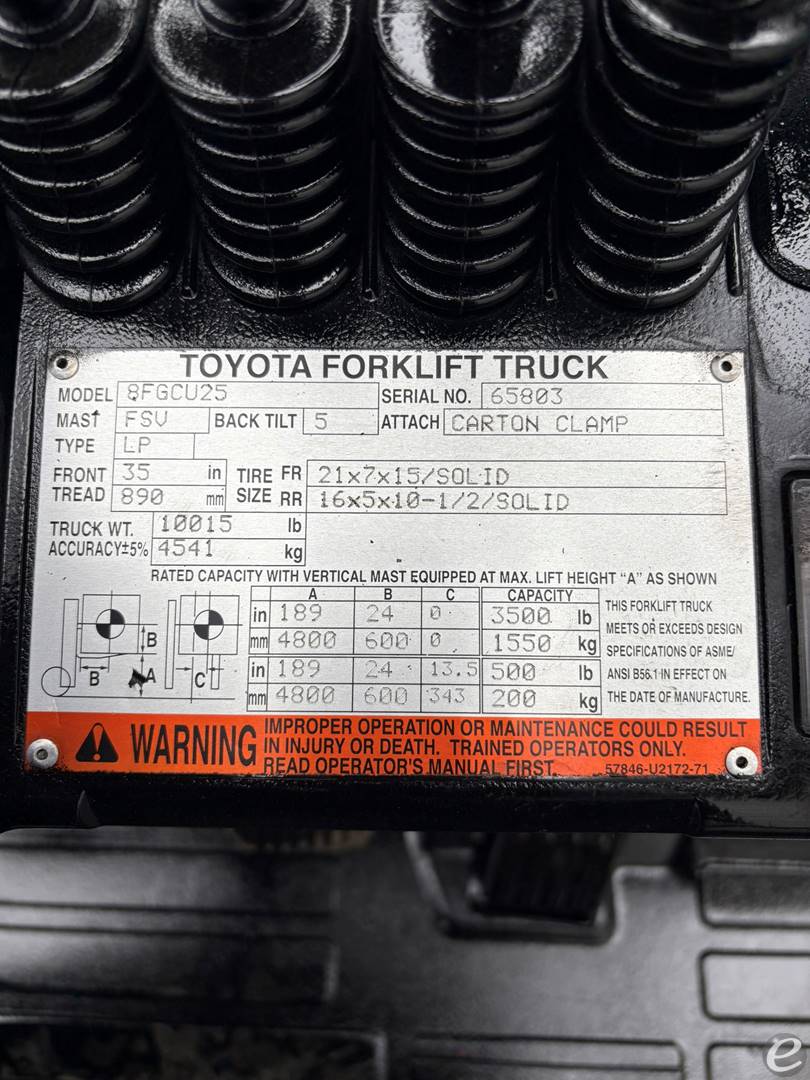 TOYOTA FORKLIFT TRUCK
MODEL 8FGCU25 SERIAL NO. 65803
MAST FSV BACK TILT 5 ATTACH CARTON CLAMP
TYPE LP
FRONT TREAD 35 in 890 mm
TIRE SIZE FR 21x7x15/SOLID
RR 16x5x10-1/2/SOLID
TRUCK WT. 10015 lb
ACCURACY±5% 4541 kg
RATED CAPACITY WITH VERTICAL MAST EQUIPPED AT MAX. LIFT HEIGHT "A" AS SHOWN
A B C CAPACITY
in 189 24 0 3500 lb
mm 4800 600 0 1550 kg
in 189 24 13.5 500 lb
mm 4800 600 343 200 kg
B B A C
THIS FORKLIFT TRUCK
MEETS OR EXCEEDS DESIGN
SPECIFICATIONS OF ASME/
ANSI B56.1 IN EFFECT ON
THE DATE OF MANUFACTURE.
WARNING
IMPROPER OPERATION OR MAINTENANCE COULD RESULT
IN INJURY OR DEATH. TRAINED OPERATORS ONLY.
READ OPERATOR'S MANUAL FIRST.
57846-U2172-71
e